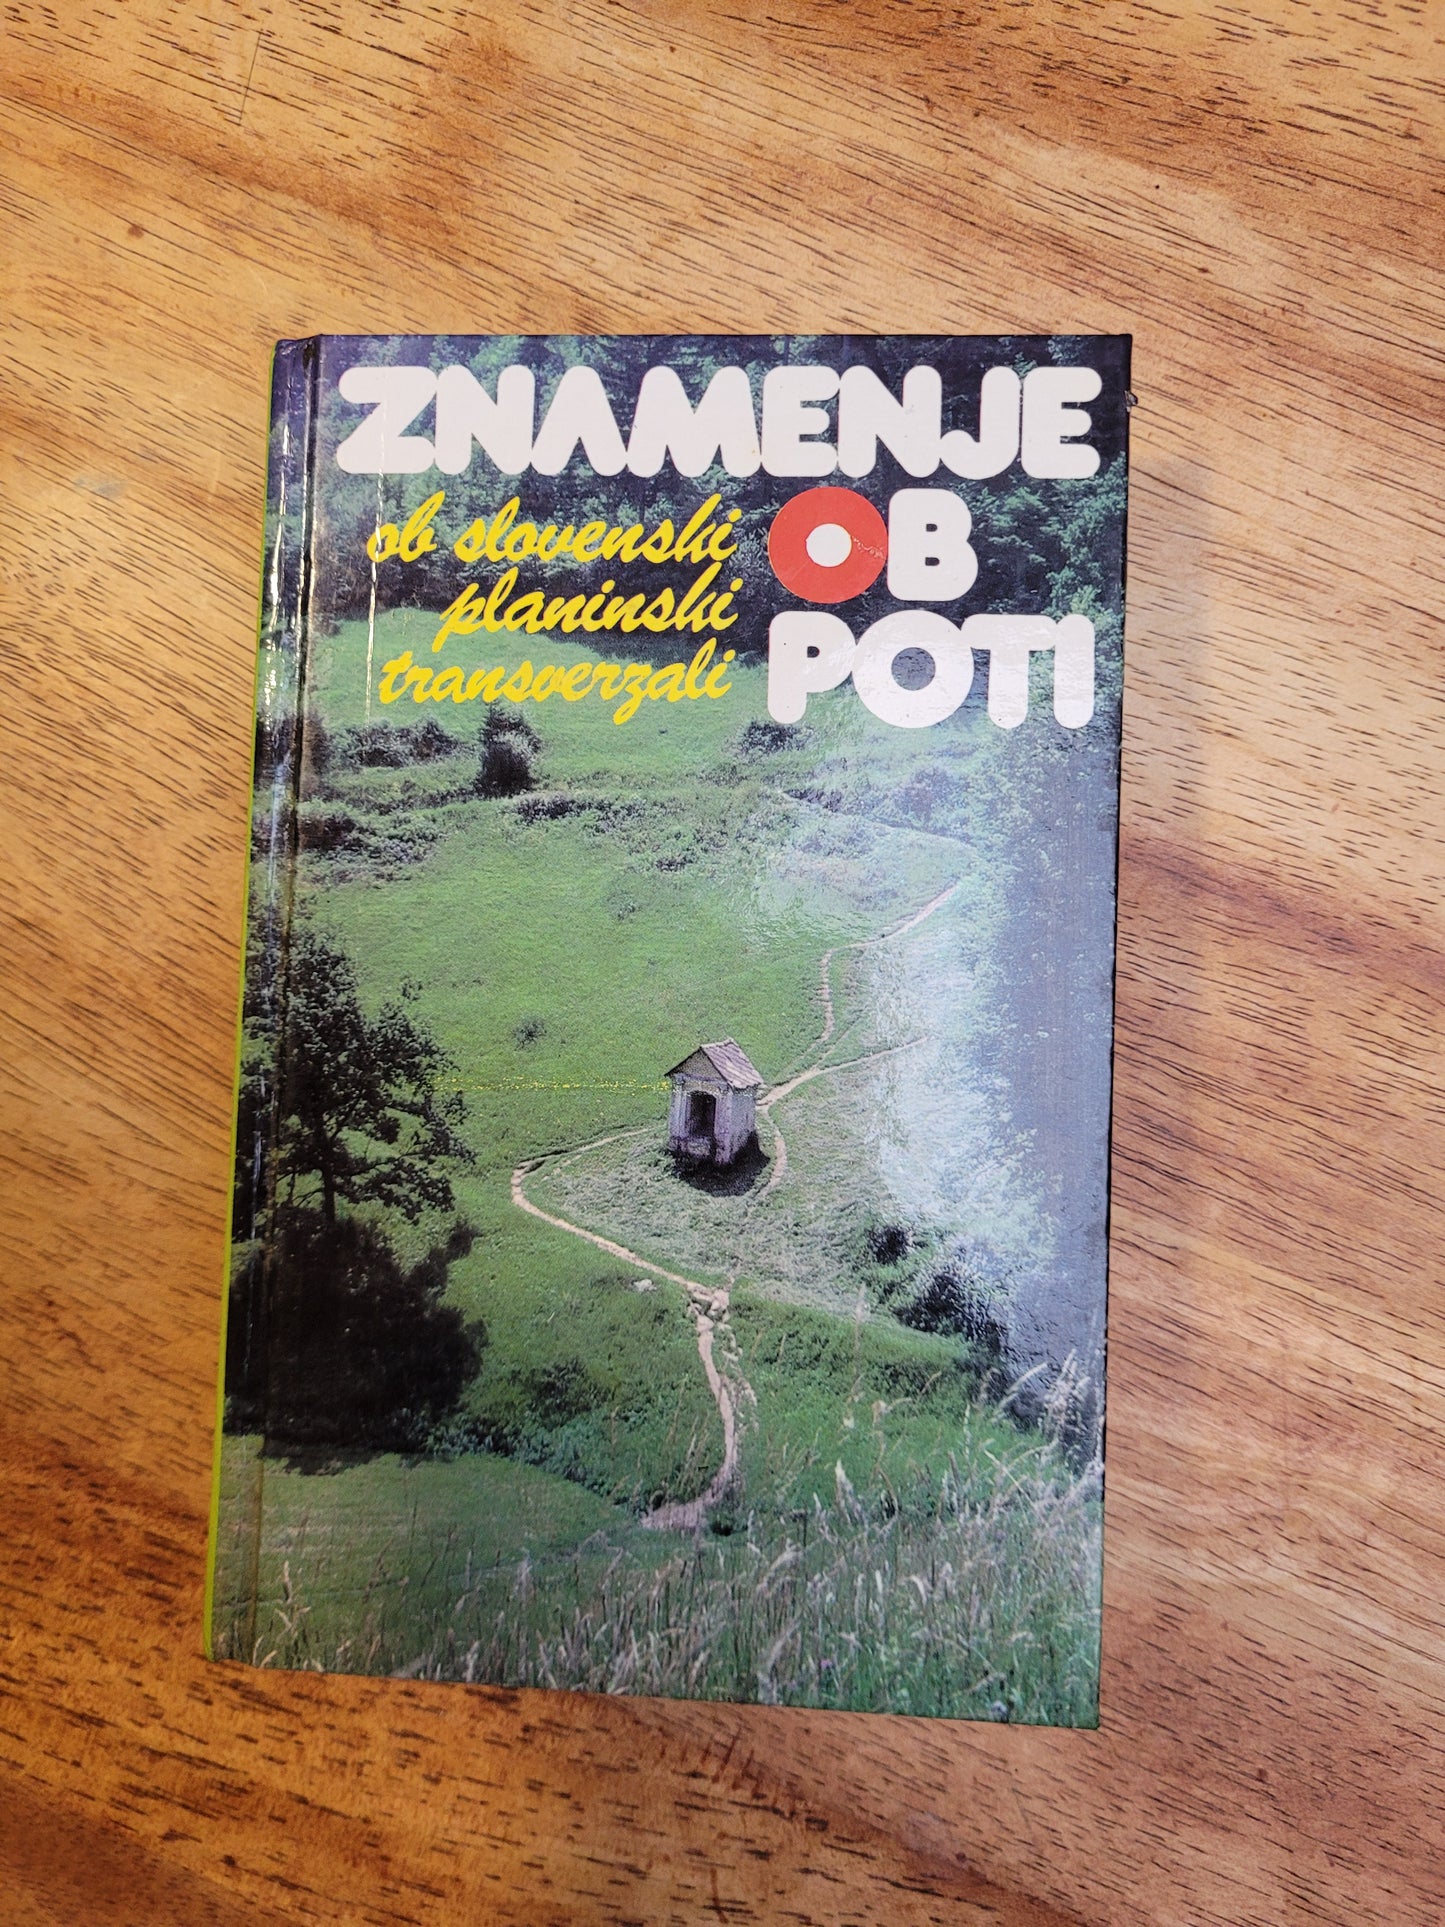 ZNAMENJE
OB
POTI
ob slovenski
planinski
transverzali